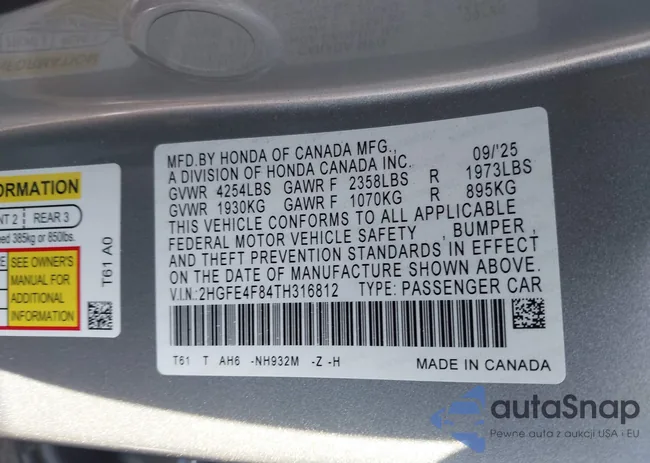 MFD.BY HONDA OF CANADA MFG., 09/'25
A DIVISION OF HONDA CANADA INC.
GVWR 4254LBS GAWR F 2358LBS R 1973LBS
GVWR 1930KG GAWR F 1070KG R 895KG
THIS VEHICLE CONFORMS TO ALL APPLICABLE
FEDERAL MOTOR VEHICLE SAFETY , BUMPER ,
AND THEFT PREVENTION STANDARDS IN EFFECT
ON THE DATE OF MANUFACTURE SHOWN ABOVE.
V.I.N.:2HGFE4F84TH316812 TYPE: PASSENGER CAR
T61 T AH6 -NH932M -Z -H
MADE IN CANADA
ORMATION
NT 2 REAR 3
eed 385kg or 850lbs.
SEE OWNER'S
MANUAL FOR
ADDITIONAL
INFORMATION
T61 A0
autaSnap
Pewne auta z aukcji USA · EU